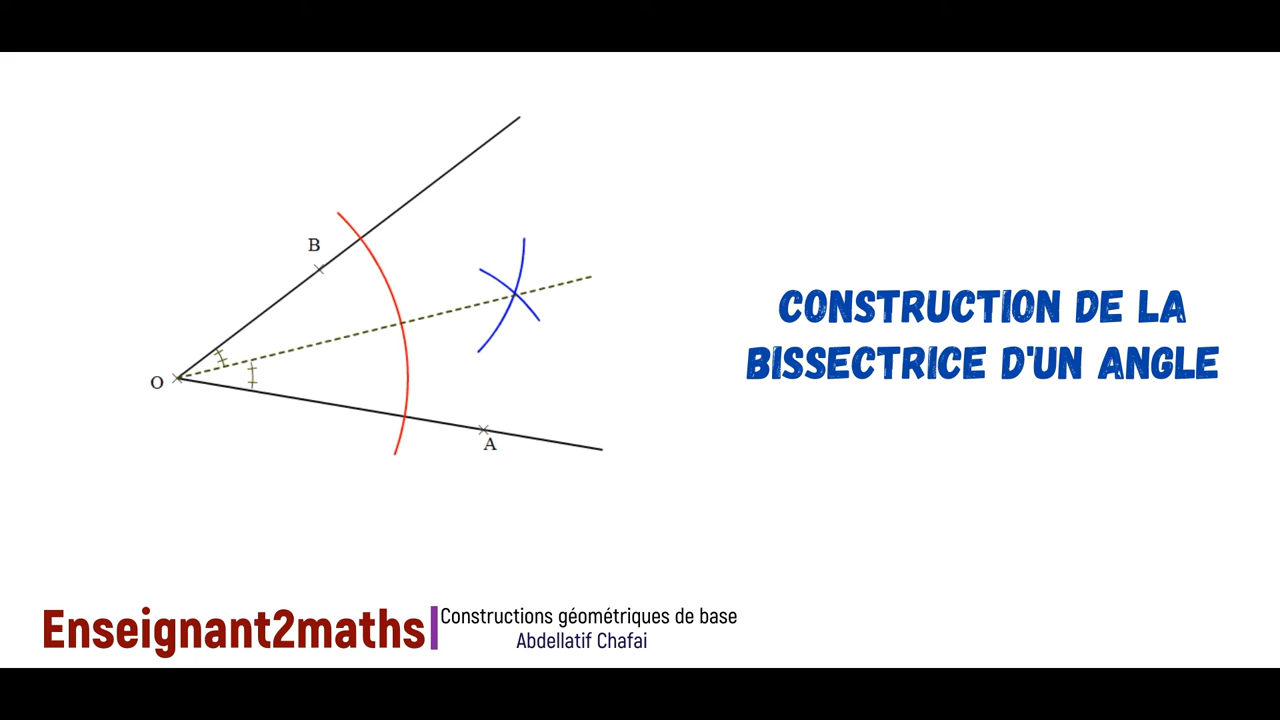 B
O
A
CONSTRUCTION DE LA
BISSECTRICE D'UN ANGLE
Enseignant2maths
Constructions géométriques de base
Abdellatif Chafai